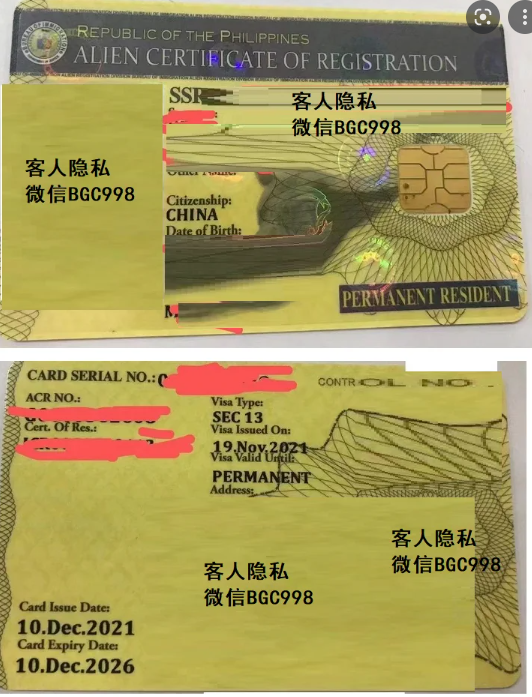 REPUBLIC OF THE PHILIPPINES
ALIEN CERTIFICATE OF REGISTRATION
SSR
客人隐私
微信BGC998
客人隐私
微信BGC998
Other Name:
Citizenship:
CHINA
Date of Birth:
PERMANENT RESIDENT
CARD SERIAL NO.:
CONTROL NO.
ACR NO.:
Visa Type:
SEC 13
Cert. Of Res.:
Visa Issued On:
19.Nov.2021
Visa Valid Until:
PERMANENT
Address:
客人隐私
微信BGC998
客人隐私
微信BGC998
Card Issue Date:
10.Dec.2021
Card Expiry Date:
10.Dec.2026